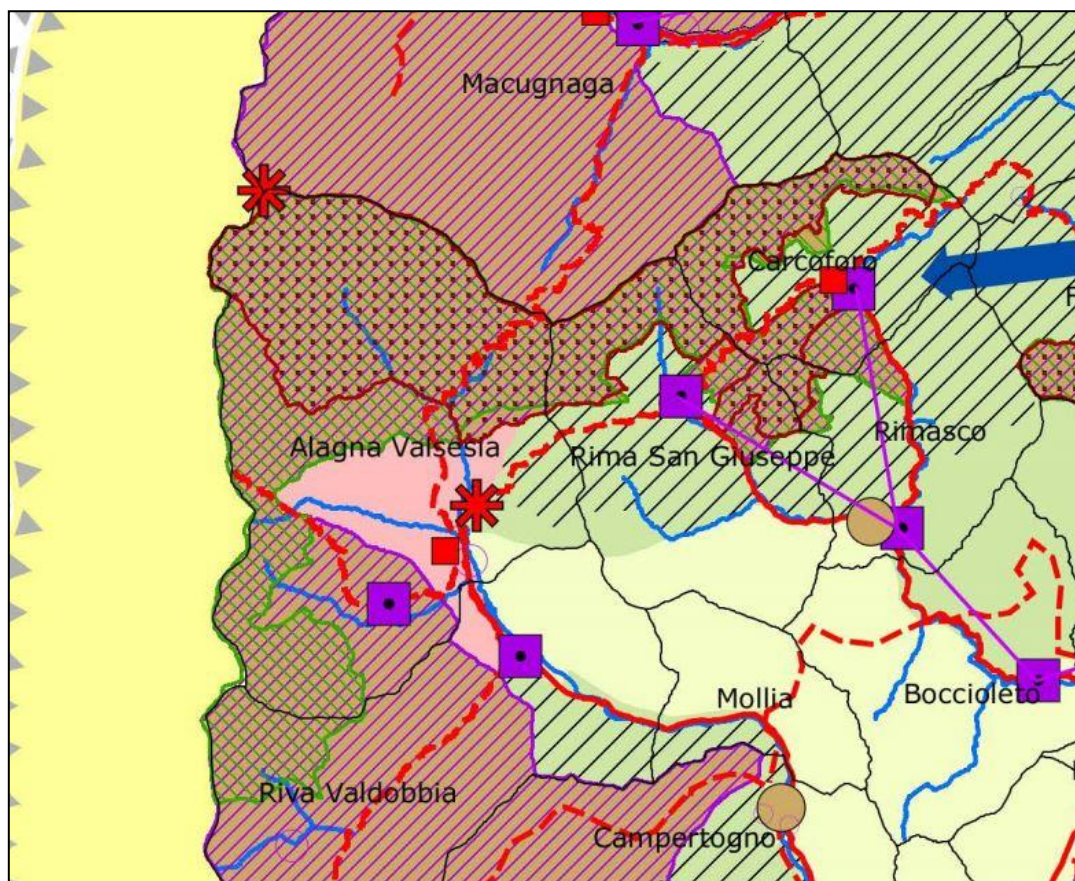 Macugnaga
Carcoforo
F
Alagna Valsesia
Rima San Giuseppe
Rimasco
Mollia
Boccioleto
Riva Valdobbia
Campertogno